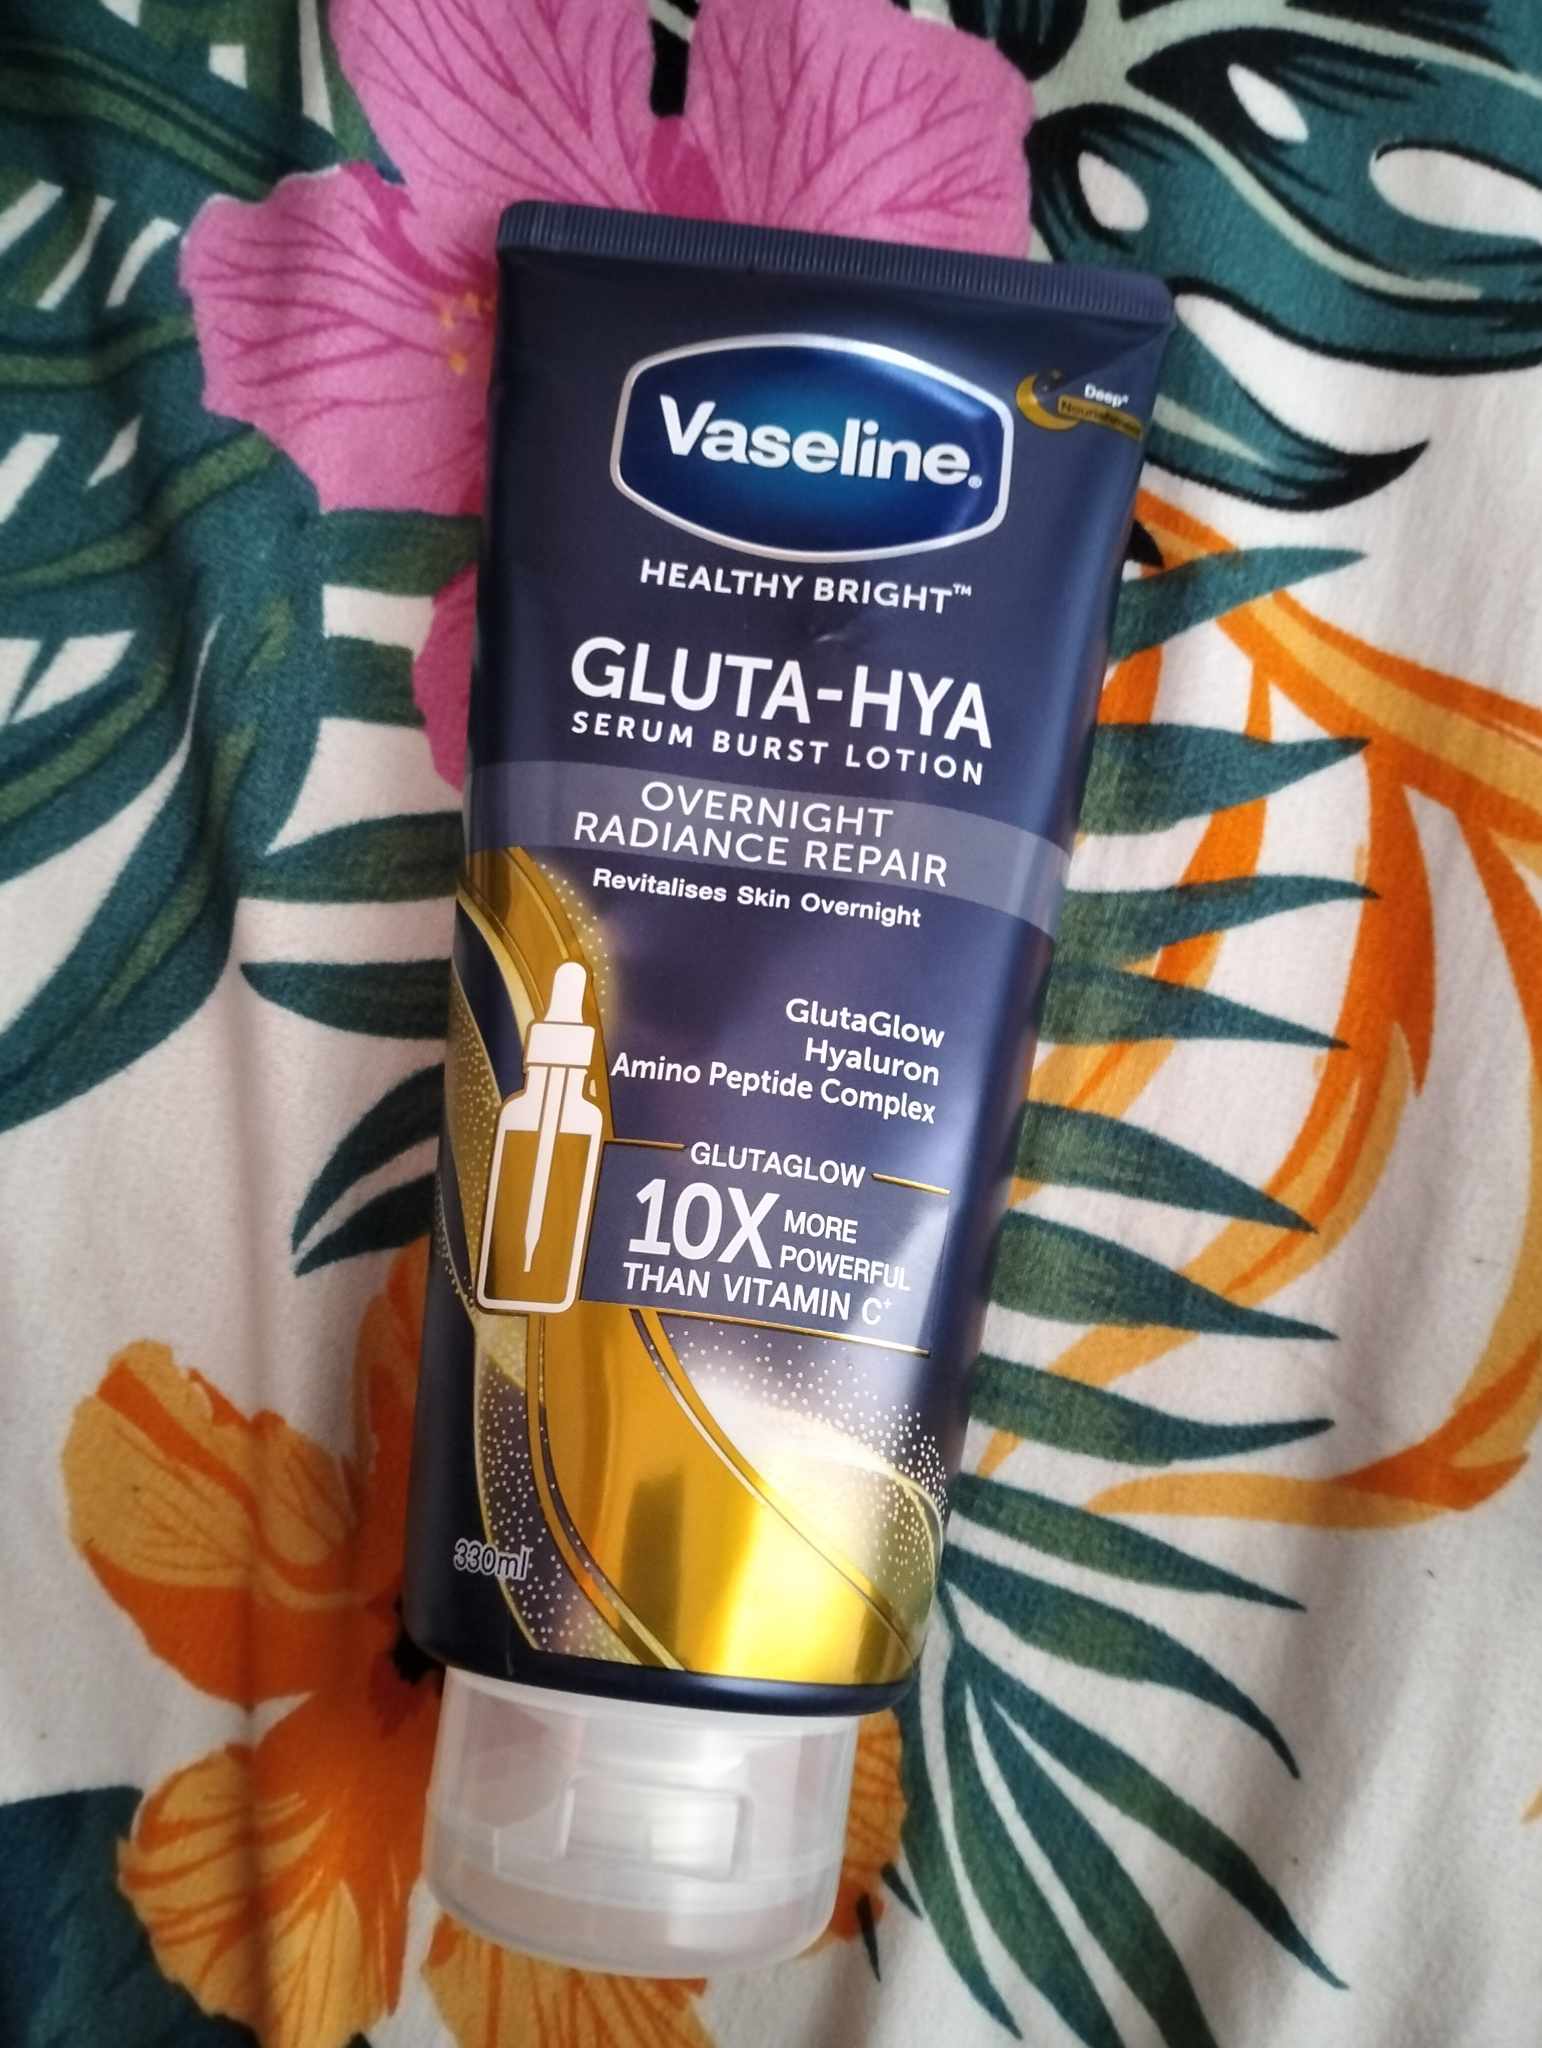 Vaseline®
Deep*
HEALTHY BRIGHT™
GLUTA-HYA
SERUM BURST LOTION
OVERNIGHT
RADIANCE REPAIR
Revitalises Skin Overnight
GlutaGlow
Hyaluron
Amino Peptide Complex
GLUTAGLOW
10X MORE
POWERFUL
THAN VITAMIN C+
330ml